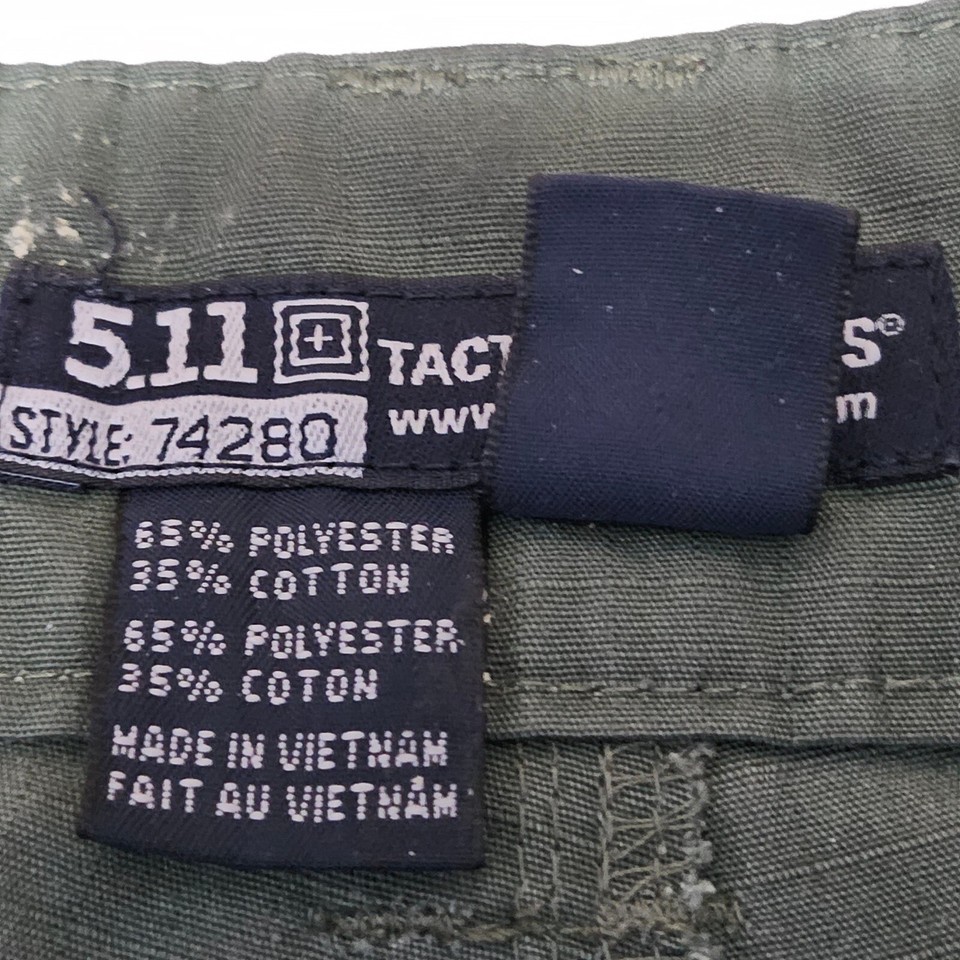 5.11 TACT S®
www m
STYLE: 74280
65% POLYESTER
35% COTTON
65% POLYESTER
35% COTON
MADE IN VIETNAM
FAIT AU VIETNÂM